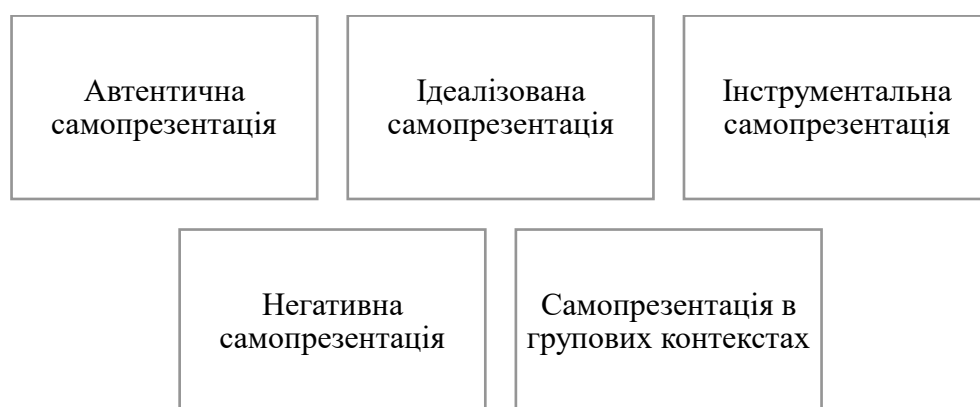 Автентична
самопрезентація
Ідеалізована
самопрезентація
Інструментальна
самопрезентація
Негативна
самопрезентація
Самопрезентація в
групових контекстах